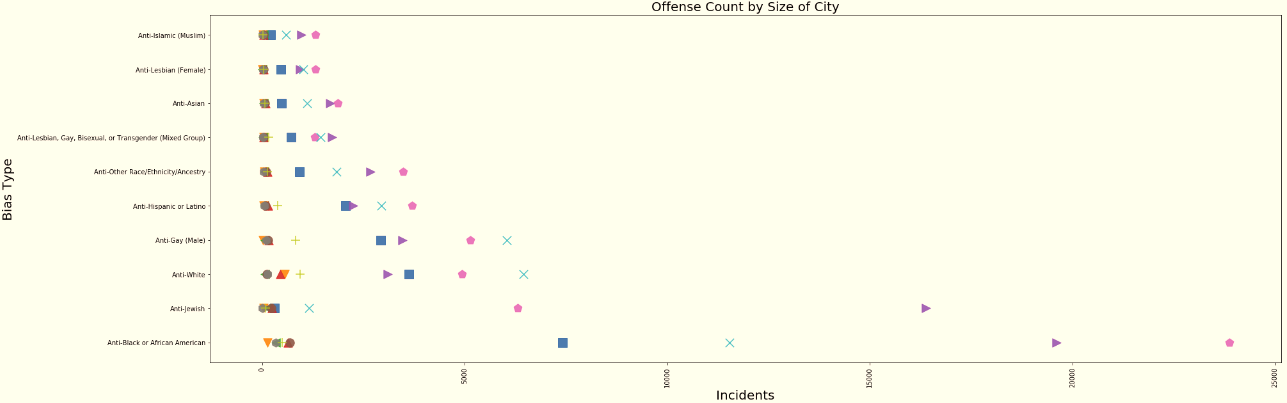 Offense Count by Size of City
Anti-Islamic (Muslim)
Anti-Lesbian (Female)
Anti-Asian
Anti-Lesbian, Gay, Bisexual, or Transgender (Mixed Group)
Anti-Other Race/Ethnicity/Ancestry
Anti-Hispanic or Latino
Anti-Gay (Male)
Anti-White
Anti-Jewish
Anti-Black or African American
Bias Type
0
5000
10000
15000
20000
25000
Incidents